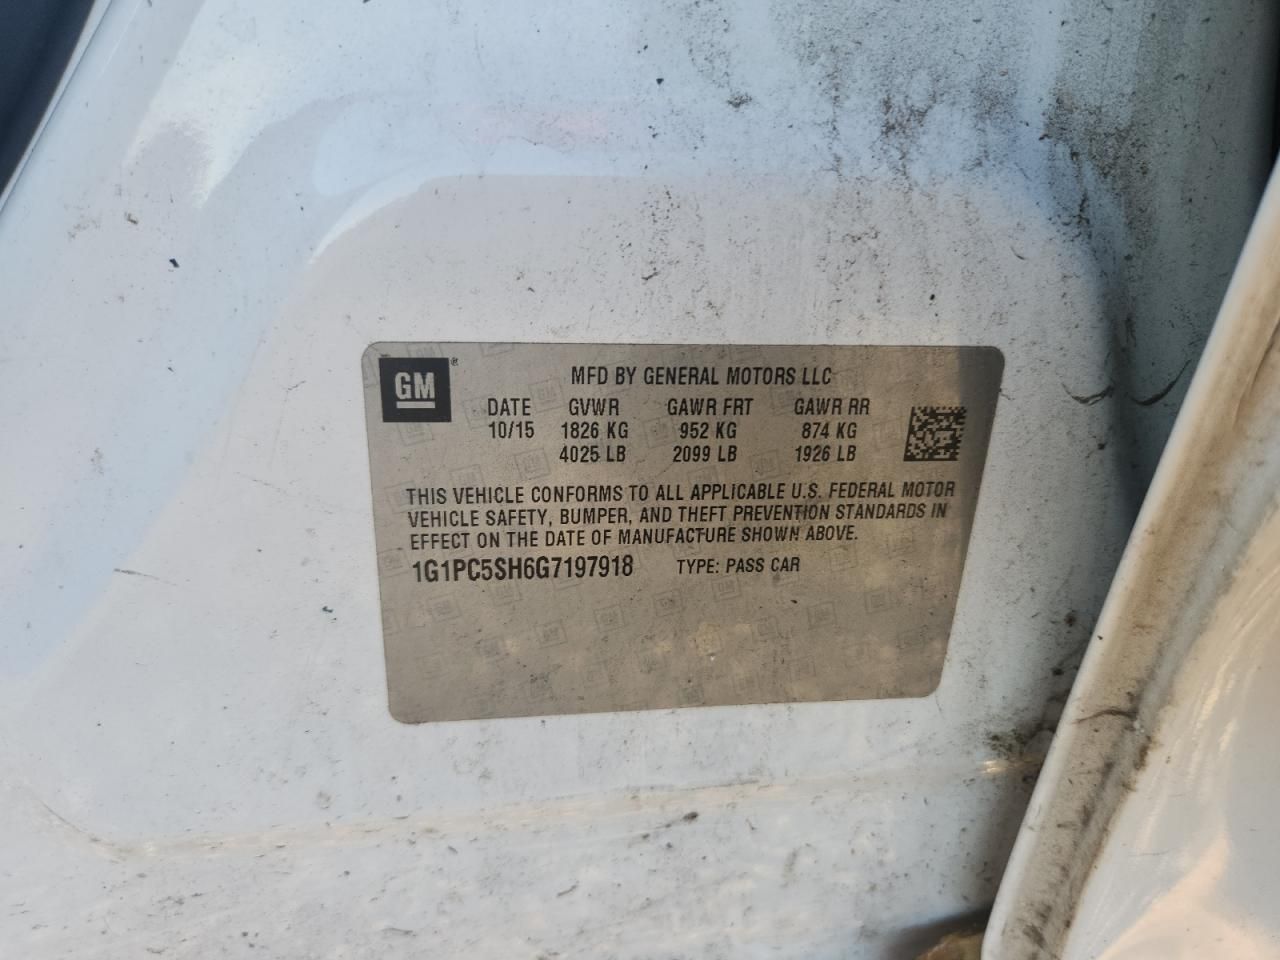 GM®
MFD BY GENERAL MOTORS LLC
DATE GVWR GAWR FRT GAWR RR
10/15 1826 KG 952 KG 874 KG
4025 LB 2099 LB 1926 LB
THIS VEHICLE CONFORMS TO ALL APPLICABLE U.S. FEDERAL MOTOR
VEHICLE SAFETY, BUMPER, AND THEFT PREVENTION STANDARDS IN
EFFECT ON THE DATE OF MANUFACTURE SHOWN ABOVE.
1G1PC5SH6G7197918 TYPE: PASS CAR